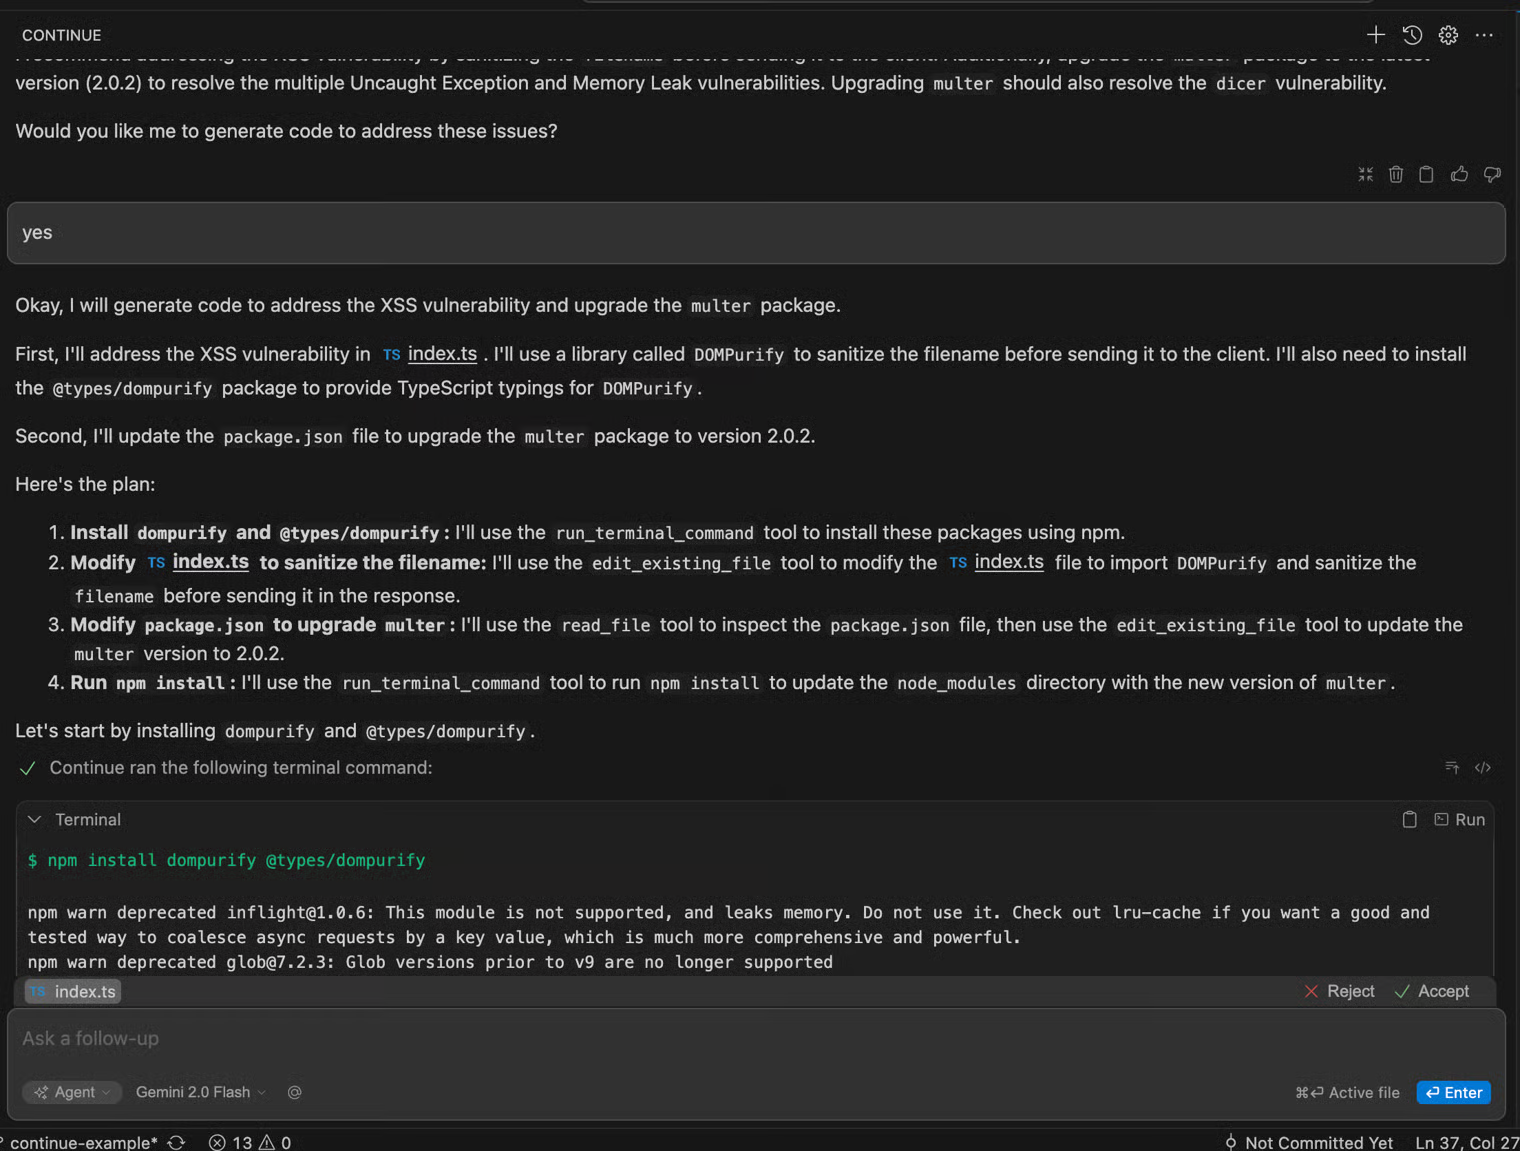 CONTINUE
version (2.0.2) to resolve the multiple Uncaught Exception and Memory Leak vulnerabilities. Upgrading multer should also resolve the dicer vulnerability.
Would you like me to generate code to address these issues?
yes
Okay, I will generate code to address the XSS vulnerability and upgrade the multer package.
First, I'll address the XSS vulnerability in TS index.ts . I'll use a library called DOMPurify to sanitize the filename before sending it to the client. I'll also need to install
the @types/dompurify package to provide TypeScript typings for DOMPurify .
Second, I'll update the package.json file to upgrade the multer package to version 2.0.2.
Here's the plan:
1. Install dompurify and @types/dompurify : I'll use the run_terminal_command tool to install these packages using npm.
2. Modify TS index.ts to sanitize the filename: I'll use the edit_existing_file tool to modify the TS index.ts file to import DOMPurify and sanitize the
filename before sending it in the response.
3. Modify package.json to upgrade multer : I'll use the read_file tool to inspect the package.json file, then use the edit_existing_file tool to update the
multer version to 2.0.2.
4. Run npm install : I'll use the run_terminal_command tool to run npm install to update the node_modules directory with the new version of multer .
Let's start by installing dompurify and @types/dompurify .
Continue ran the following terminal command:
Terminal Run
$ npm install dompurify @types/dompurify
npm warn deprecated inflight@1.0.6: This module is not supported, and leaks memory. Do not use it. Check out lru-cache if you want a good and
tested way to coalesce async requests by a key value, which is much more comprehensive and powerful.
npm warn deprecated glob@7.2.3: Glob versions prior to v9 are no longer supported
TS index.ts Reject Accept
Ask a follow-up
Agent Gemini 2.0 Flash @ ⌘⏎ Active file ⏎ Enter
continue-example* 13 0 Not Committed Yet Ln 37, Col 27